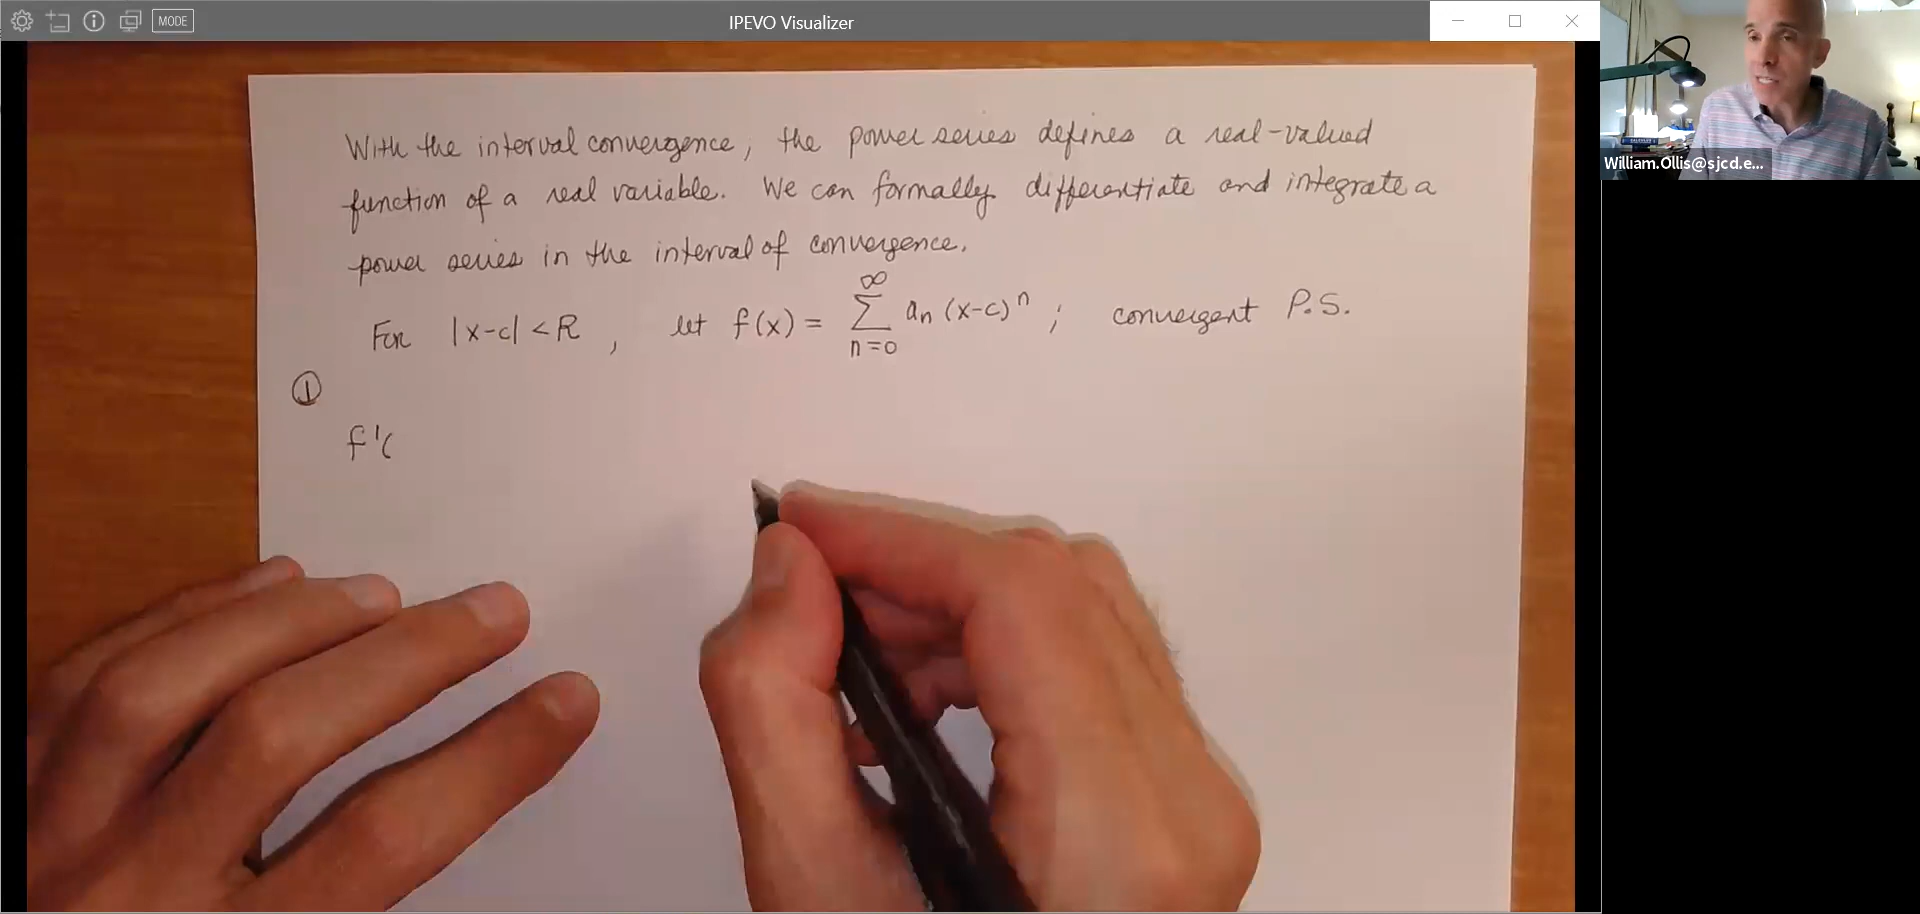 MODE
IPEVO Visualizer
With the interval convergence, the power series defines a real-valued
function of a real variable. We can formally differentiate and integrate a
power series in the interval of convergence.
For |x-c| < R , let f(x) = ∑_{n=0}^{∞} a_n (x-c)^n ; convergent P.S.
①
f'(
William.Ollis@sjcd.e...